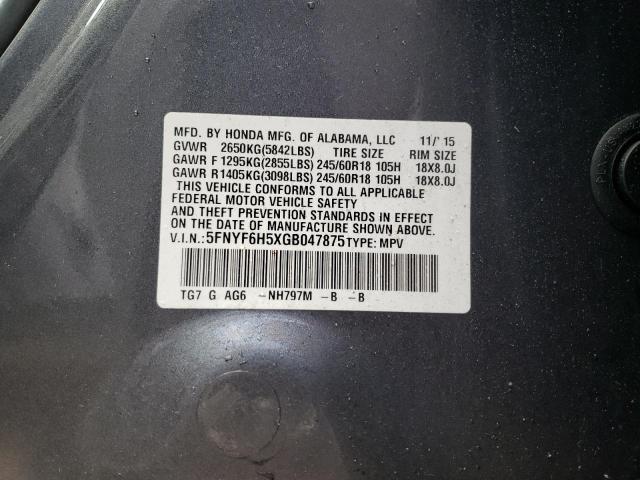 MFD. BY HONDA MFG. OF ALABAMA, LLC 11/'15
GVWR 2650KG(5842LBS) TIRE SIZE RIM SIZE
GAWR F 1295KG(2855LBS) 245/60R18 105H 18X8.0J
GAWR R 1405KG(3098LBS) 245/60R18 105H 18X8.0J
THIS VEHICLE CONFORMS TO ALL APPLICABLE
FEDERAL MOTOR VEHICLE SAFETY
AND THEFT PREVENTION STANDARDS IN EFFECT
ON THE DATE OF MANUFACTURE SHOWN ABOVE.
V.I.N.: 5FNYF6H5XGB047875 TYPE: MPV
TG7 G AG6 -NH797M -B -B